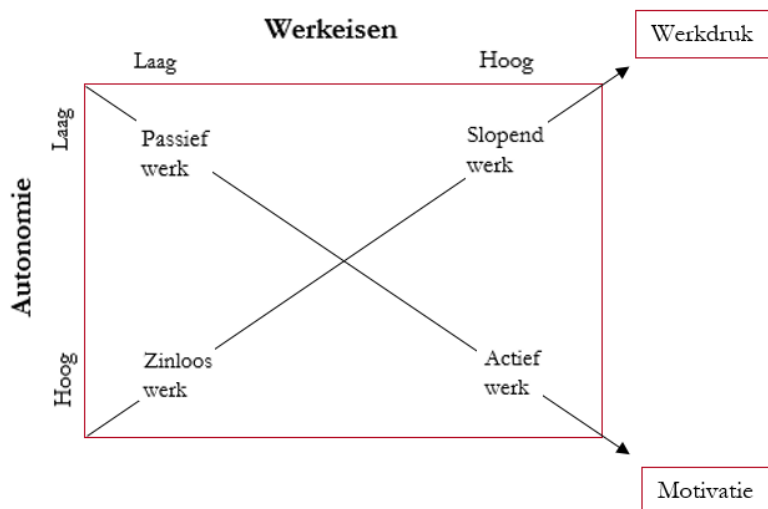 Werkeisen
Werkdruk
Laag
Hoog
Laag
Passief
werk
Slopend
werk
Autonomie
Zinloos
werk
Actief
werk
Hoog
Motivatie